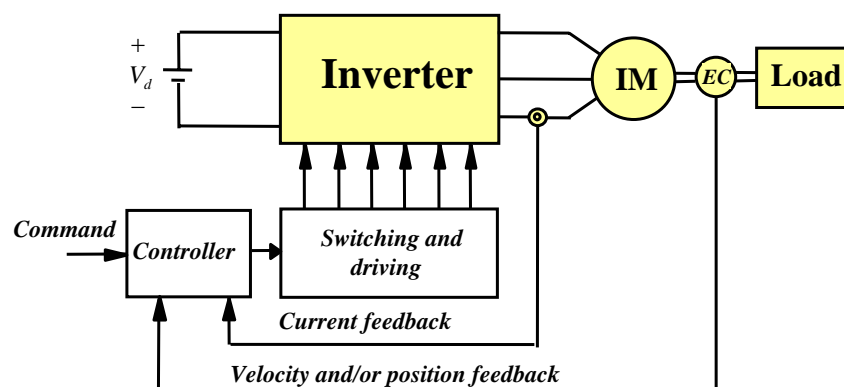 +
V_d
−
Inverter
IM
EC
Load
Command
Controller
Switching and
driving
Current feedback
Velocity and/or position feedback